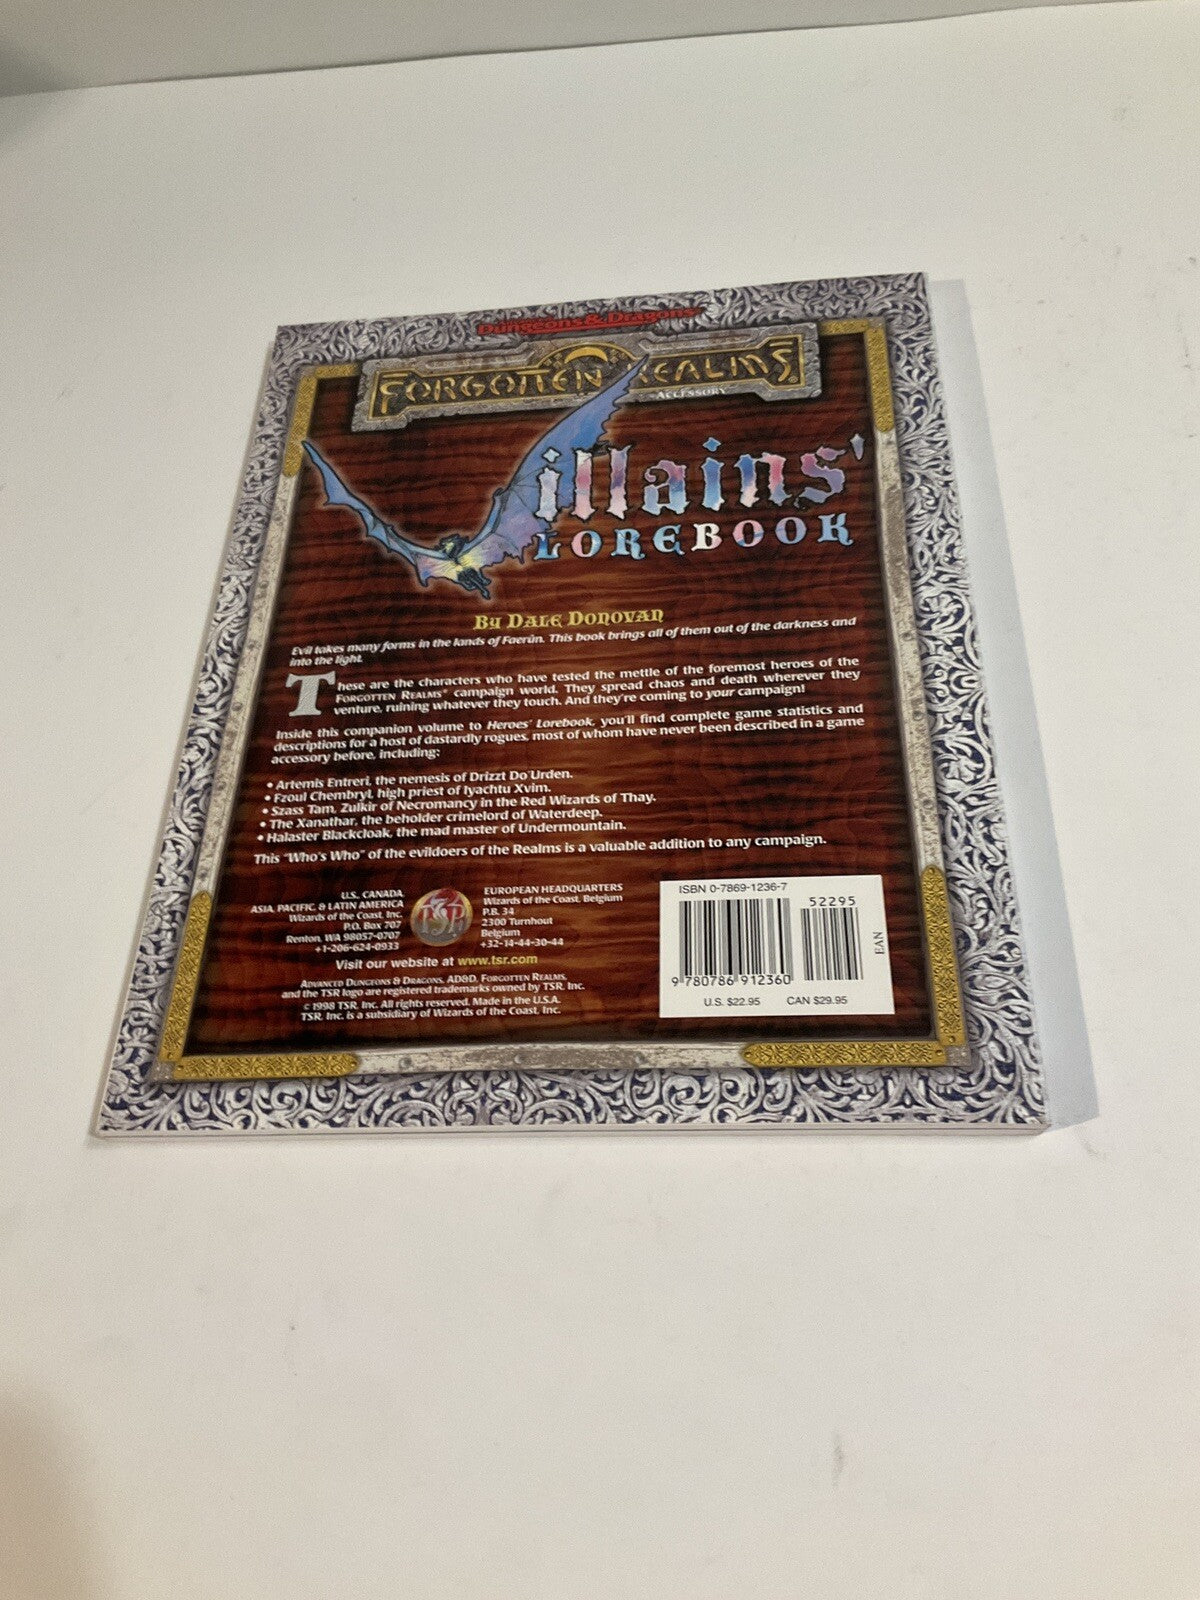 Dungeons & Dragons®
FORGOTTEN REALMS®
ACCESSORY
Villains'
LOREBOOK
By Dale Donovan
Evil takes many forms in the lands of Faerûn. This book brings all of them out of the darkness and
into the light.
These are the characters who have tested the mettle of the foremost heroes of the
FORGOTTEN REALMS® campaign world. They spread chaos and death wherever they
venture, ruining whatever they touch. And they're coming to your campaign!
Inside this companion volume to Heroes' Lorebook, you'll find complete game statistics and
descriptions for a host of dastardly rogues, most of whom have never been described in a game
accessory before, including:
• Artemis Entreri, the nemesis of Drizzt Do'Urden.
• Fzoul Chembryl, high priest of Iyachtu Xvim.
• Szass Tam, Zulkir of Necromancy in the Red Wizards of Thay.
• The Xanathar, the beholder crimelord of Waterdeep.
• Halaster Blackcloak, the mad master of Undermountain.
This "Who's Who" of the evildoers of the Realms is a valuable addition to any campaign.
U.S., CANADA,
ASIA, PACIFIC, & LATIN AMERICA
Wizards of the Coast, Inc.
P.O. Box 707
Renton, WA 98057-0707
+1-206-624-0933
TSR
EUROPEAN HEADQUARTERS
Wizards of the Coast, Belgium
P.B. 34
2300 Turnhout
Belgium
+32-14-44-30-44
Visit our website at www.tsr.com
ADVANCED DUNGEONS & DRAGONS, AD&D, FORGOTTEN REALMS,
and the TSR logo are registered trademarks owned by TSR, Inc.
© 1998 TSR, Inc. All rights reserved. Made in the U.S.A.
TSR, Inc. is a subsidiary of Wizards of the Coast, Inc.
ISBN 0-7869-1236-7
52295
9 780786 912360
EAN
U.S. $22.95 CAN $29.95